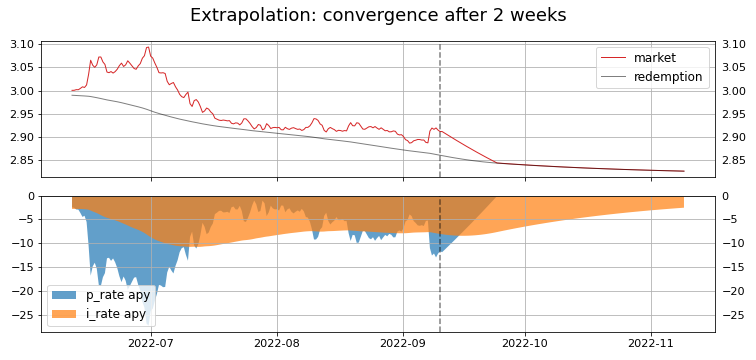 Extrapolation: convergence after 2 weeks
3.10 3.10
3.05 3.05
3.00 3.00
2.95 2.95
2.90 2.90
2.85 2.85
market
redemption
0 0
−5 −5
−10 −10
−15 −15
−20 −20
−25 −25
p_rate apy
i_rate apy
2022-07 2022-08 2022-09 2022-10 2022-11